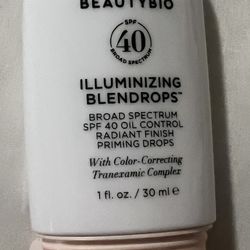 BEAUTYBIO
SPF
40
BROAD SPECTRUM
ILLUMINIZING
BLENDROPS™
BROAD SPECTRUM
SPF 40 OIL CONTROL
RADIANT FINISH
PRIMING DROPS
With Color-Correcting
Tranexamic Complex
1 fl. oz. / 30 ml e